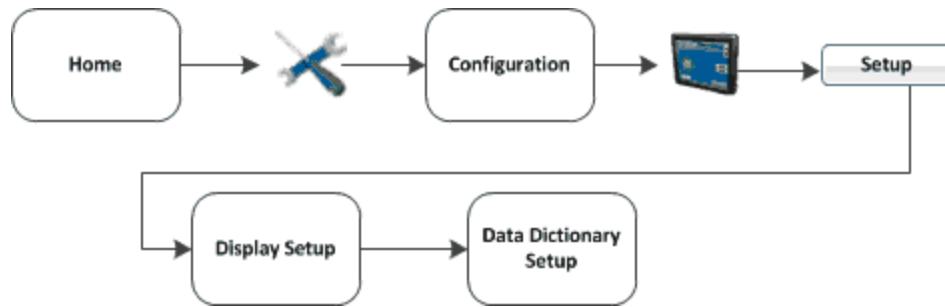 Home
Configuration
Setup
Display Setup
Data Dictionary
Setup